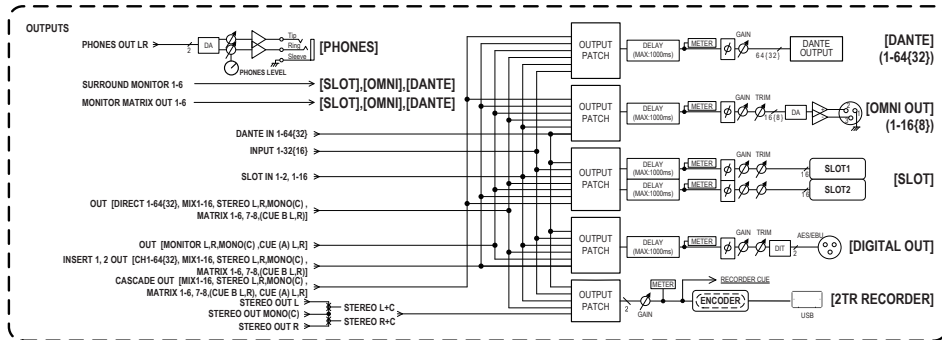 OUTPUTS
PHONES OUT LR
2
DA
Tip
Ring
Sleeve
PHONES LEVEL
[PHONES]
SURROUND MONITOR 1-6
[SLOT],[OMNI],[DANTE]
MONITOR MATRIX OUT 1-6
[SLOT],[OMNI],[DANTE]
DANTE IN 1-64{32}
INPUT 1-32{16}
SLOT IN 1-2, 1-16
OUT [DIRECT 1-64{32}, MIX1-16, STEREO L,R,MONO(C) ,
MATRIX 1-6, 7-8,(CUE B L,R)]
OUT [MONITOR L,R,MONO(C) ,CUE (A) L,R]
INSERT 1, 2 OUT [CH1-64{32}, MIX1-16, STEREO L,R,MONO(C) ,
MATRIX 1-6, 7-8,(CUE B L,R)]
CASCADE OUT [MIX1-16, STEREO L,R,MONO(C) ,
MATRIX 1-6, 7-8,(CUE B L,R), CUE (A) L,R]
STEREO OUT L
STEREO OUT MONO(C)
STEREO OUT R
STEREO L+C
STEREO R+C
OUTPUT
PATCH
DELAY
(MAX:1000ms)
METER
ϕ
GAIN
64{32}
DANTE
OUTPUT
[DANTE]
(1-64{32})
OUTPUT
PATCH
DELAY
(MAX:1000ms)
METER
ϕ
GAIN TRIM
16{8}
DA
[OMNI OUT]
(1-16{8})
OUTPUT
PATCH
DELAY
(MAX:1000ms)
METER
ϕ
GAIN TRIM
16
SLOT1
DELAY
(MAX:1000ms)
METER
ϕ
16
SLOT2
[SLOT]
OUTPUT
PATCH
DELAY
(MAX:1000ms)
METER
ϕ
GAIN TRIM
DIT
2
AES/EBU
[DIGITAL OUT]
OUTPUT
PATCH
2
GAIN
METER
RECORDER CUE
ENCODER
USB
[2TR RECORDER]